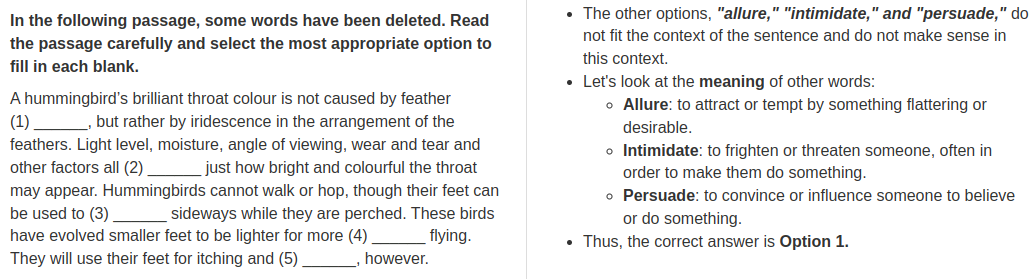 In the following passage, some words have been deleted. Read
the passage carefully and select the most appropriate option to
fill in each blank.
A hummingbird's brilliant throat colour is not caused by feather
(1) ______, but rather by iridescence in the arrangement of the
feathers. Light level, moisture, angle of viewing, wear and tear and
other factors all (2) ______ just how bright and colourful the throat
may appear. Hummingbirds cannot walk or hop, though their feet can
be used to (3) ______ sideways while they are perched. These birds
have evolved smaller feet to be lighter for more (4) ______ flying.
They will use their feet for itching and (5) ______, however.
• The other options, "allure," "intimidate," and "persuade," do
not fit the context of the sentence and do not make sense in
this context.
• Let's look at the meaning of other words:
○ Allure: to attract or tempt by something flattering or
desirable.
○ Intimidate: to frighten or threaten someone, often in
order to make them do something.
○ Persuade: to convince or influence someone to believe
or do something.
• Thus, the correct answer is Option 1.